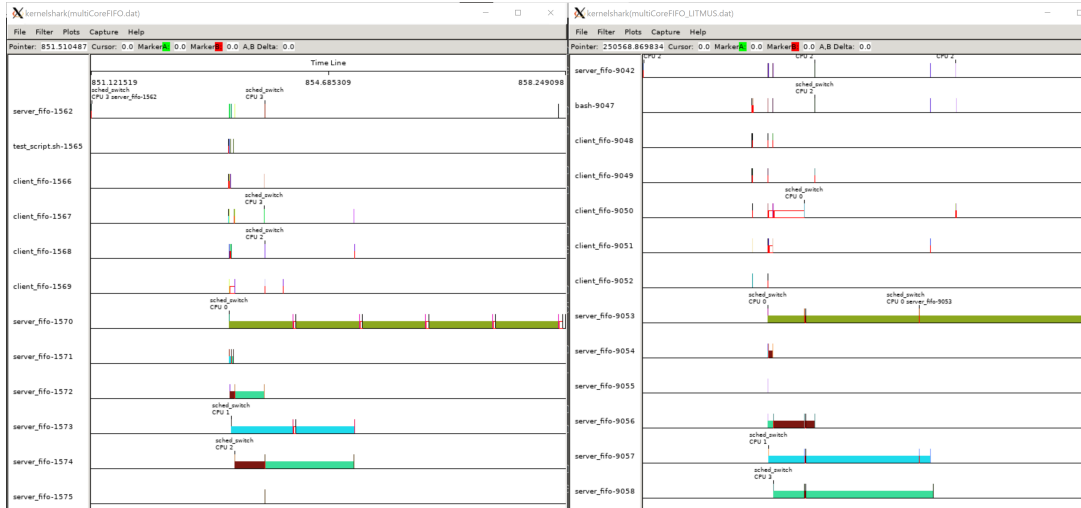 kernelshark(multiCoreFIFO.dat)
File Filter Plots Capture Help
Pointer: 851.510487 Cursor: 0.0 Marker A: 0.0 Marker B: 0.0 A,B Delta: 0.0
Time Line
851.121519 854.685309 858.249098
sched_switch
CPU 3 server_fifo-1562
sched_switch
CPU 3
server_fifo-1562
test_script.sh-1565
client_fifo-1566
sched_switch
CPU 3
client_fifo-1567
sched_switch
CPU 2
client_fifo-1568
client_fifo-1569
sched_switch
CPU 0
server_fifo-1570
server_fifo-1571
server_fifo-1572
sched_switch
CPU 1
server_fifo-1573
sched_switch
CPU 2
server_fifo-1574
server_fifo-1575
kernelshark(multiCoreFIFO_LITMUS.dat)
File Filter Plots Capture Help
Pointer: 250568.869834 Cursor: 0.0 Marker A: 0.0 Marker B: 0.0 A,B Delta: 0.0
CPU 2 CPU 2 CPU 2
server_fifo-9042
sched_switch
CPU 2
bash-9047
client_fifo-9048
client_fifo-9049
sched_switch
CPU 0
client_fifo-9050
client_fifo-9051
client_fifo-9052
sched_switch
CPU 0
sched_switch
CPU 0 server_fifo-9053
server_fifo-9053
server_fifo-9054
server_fifo-9055
server_fifo-9056
sched_switch
CPU 1
server_fifo-9057
sched_switch
CPU 3
server_fifo-9058